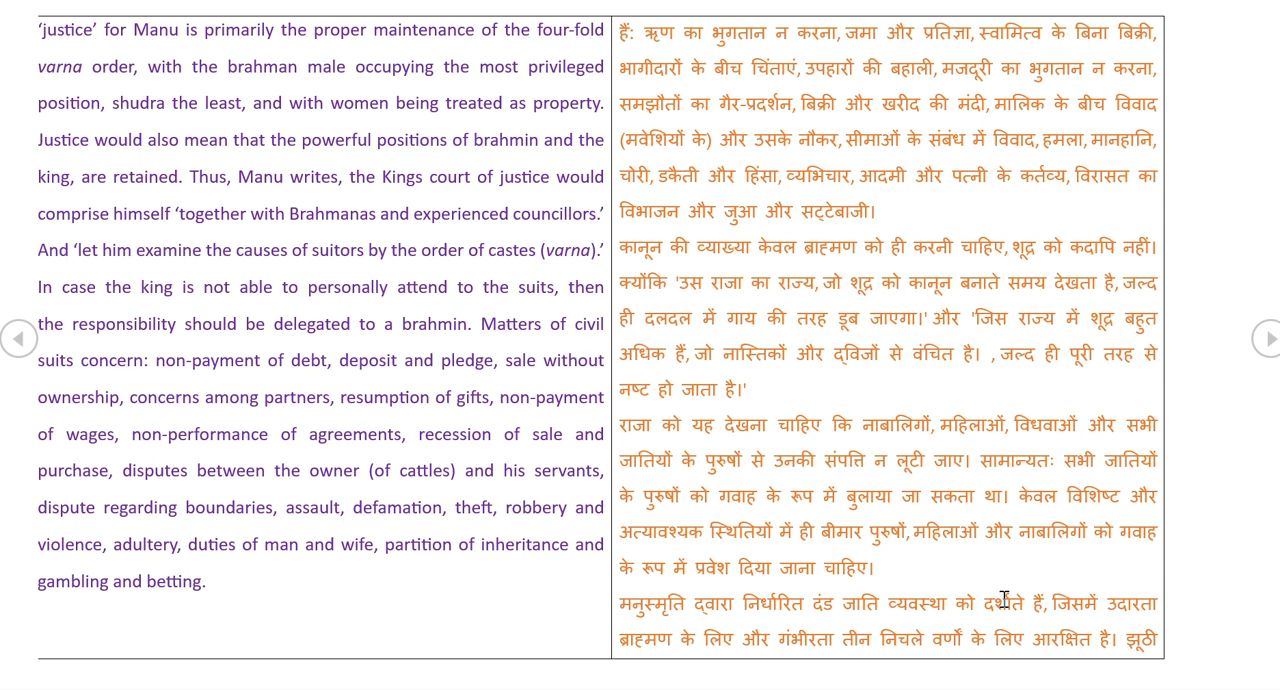 ‘justice’ for Manu is primarily the proper maintenance of the four-fold
varna order, with the brahman male occupying the most privileged
position, shudra the least, and with women being treated as property.
Justice would also mean that the powerful positions of brahmin and the
king, are retained. Thus, Manu writes, the Kings court of justice would
comprise himself ‘together with Brahmanas and experienced councillors.’
And ‘let him examine the causes of suitors by the order of castes (varna).’
In case the king is not able to personally attend to the suits, then
the responsibility should be delegated to a brahmin. Matters of civil
suits concern: non-payment of debt, deposit and pledge, sale without
ownership, concerns among partners, resumption of gifts, non-payment
of wages, non-performance of agreements, recession of sale and
purchase, disputes between the owner (of cattles) and his servants,
dispute regarding boundaries, assault, defamation, theft, robbery and
violence, adultery, duties of man and wife, partition of inheritance and
gambling and betting.
हैं: ऋण का भुगतान न करना, जमा और प्रतिज्ञा, स्वामित्व के बिना बिक्री,
भागीदारों के बीच चिंताएं, उपहारों की बहाली, मजदूरी का भुगतान न करना,
समझौतों का गैर-प्रदर्शन, बिक्री और खरीद की मंदी, मालिक के बीच विवाद
(मवेशियों के) और उसके नौकर, सीमाओं के संबंध में विवाद, हमला, मानहानि,
चोरी, डकैती और हिंसा, व्यभिचार, आदमी और पत्नी के कर्तव्य, विरासत का
विभाजन और जुआ और सट्टेबाजी।
कानून की व्याख्या केवल ब्राह्मण को ही करनी चाहिए, शूद्र को कदापि नहीं।
क्योंकि 'उस राजा का राज्य, जो शूद्र को कानून बनाते समय देखता है, जल्द
ही दलदल में गाय की तरह डूब जाएगा।' और 'जिस राज्य में शूद्र बहुत
अधिक हैं, जो नास्तिकों और द्विजों से वंचित है। , जल्द ही पूरी तरह से
नष्ट हो जाता है।'
राजा को यह देखना चाहिए कि नाबालिगों, महिलाओं, विधवाओं और सभी
जातियों के पुरुषों से उनकी संपत्ति न लूटी जाए। सामान्यतः सभी जातियों
के पुरुषों को गवाह के रूप में बुलाया जा सकता था। केवल विशिष्ट और
अत्यावश्यक स्थितियों में ही बीमार पुरुषों, महिलाओं और नाबालिगों को गवाह
के रूप में प्रवेश दिया जाना चाहिए।
मनुस्मृति द्वारा निर्धारित दंड जाति व्यवस्था को दर्शाते हैं, जिसमें उदारता
ब्राह्मण के लिए और गंभीरता तीन निचले वर्णों के लिए आरक्षित है। झूठी